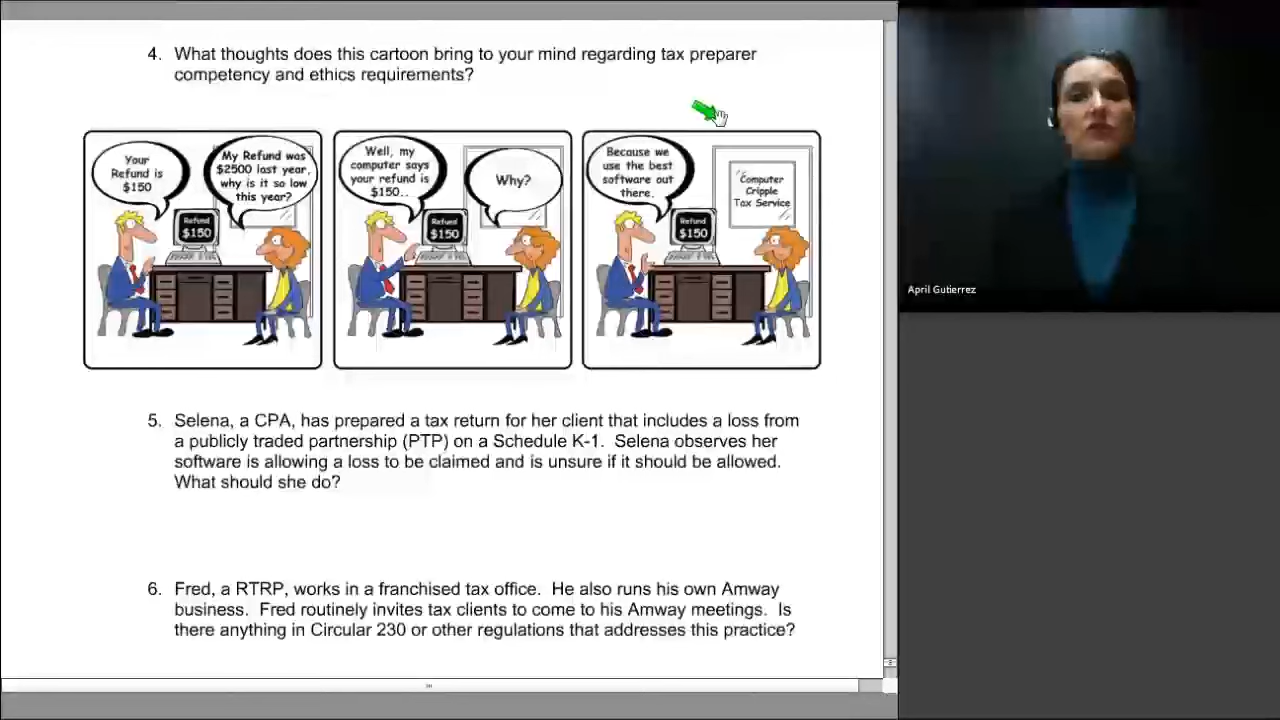 4. What thoughts does this cartoon bring to your mind regarding tax preparer
competency and ethics requirements?
Your
Refund is
$150
My Refund was
$2500 last year,
why is it so low
this year?
Refund
$150
Well, my
computer says
your refund is
$150..
Why?
Refund
$150
Because we
use the best
software out
there.
Computer
Cripple
Tax Service
Refund
$150
5. Selena, a CPA, has prepared a tax return for her client that includes a loss from
a publicly traded partnership (PTP) on a Schedule K-1. Selena observes her
software is allowing a loss to be claimed and is unsure if it should be allowed.
What should she do?
6. Fred, a RTRP, works in a franchised tax office. He also runs his own Amway
business. Fred routinely invites tax clients to come to his Amway meetings. Is
there anything in Circular 230 or other regulations that addresses this practice?
April Gutierrez